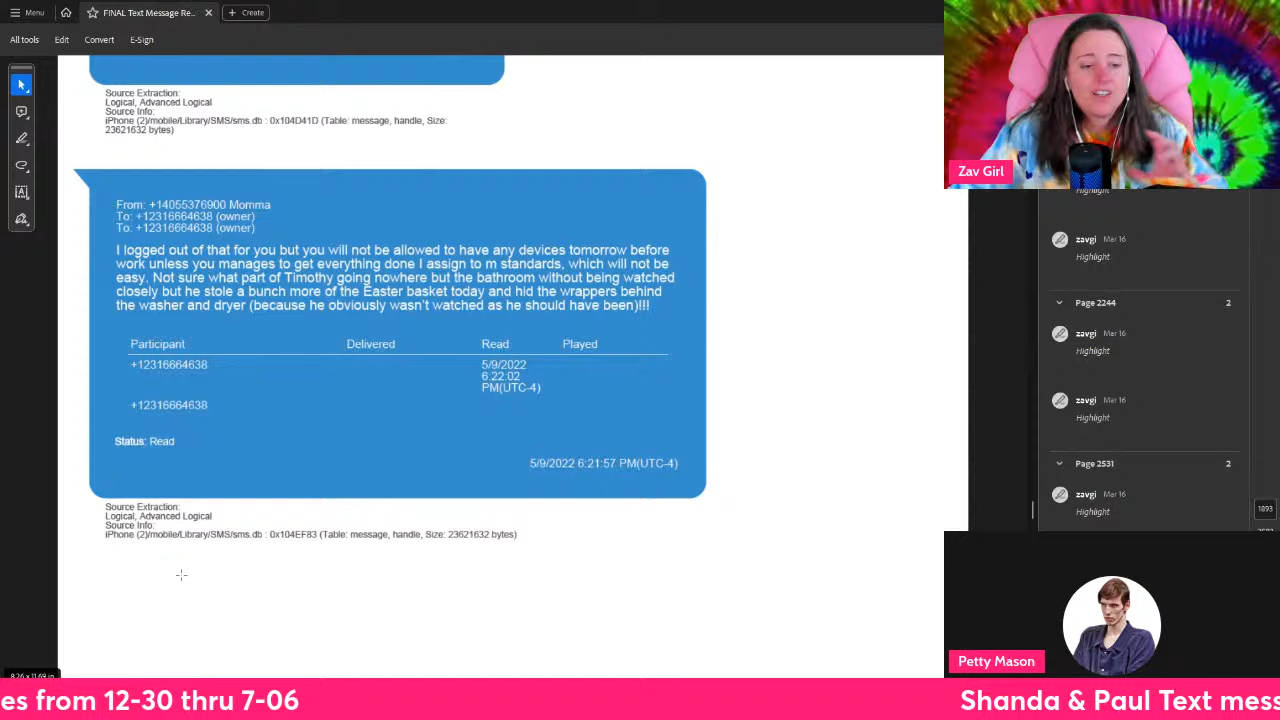 Menu
FINAL Text Message Re...
Create
All tools
Edit
Convert
E-Sign
Source Extraction:
Logical, Advanced Logical
Source Info:
iPhone (2)/mobile/Library/SMS/sms.db : 0x104D41D (Table: message, handle, Size:
23621632 bytes)
From: +14055376900 Momma
To: +12316664638 (owner)
To: +12316664638 (owner)
I logged out of that for you but you will not be allowed to have any devices tomorrow before
work unless you manages to get everything done I assign to m standards, which will not be
easy. Not sure what part of Timothy going nowhere but the bathroom without being watched
closely but he stole a bunch more of the Easter basket today and hid the wrappers behind
the washer and dryer (because he obviously wasn't watched as he should have been)!!!
Participant Delivered Read Played
+12316664638 5/9/2022
6:22:02
PM(UTC-4)
+12316664638
Status: Read
5/9/2022 6:21:57 PM(UTC-4)
Source Extraction:
Logical, Advanced Logical
Source Info:
iPhone (2)/mobile/Library/SMS/sms.db : 0x104EF83 (Table: message, handle, Size: 23621632 bytes)
8.26 x 11.69 in
Zav Girl
Highlight
zavgi Mar 16
Highlight
Page 2244 2
zavgi Mar 16
Highlight
zavgi Mar 16
Highlight
Page 2531 2
zavgi Mar 16
Highlight
1893
Petty Mason
es from 12-30 thru 7-06
Shanda & Paul Text mess